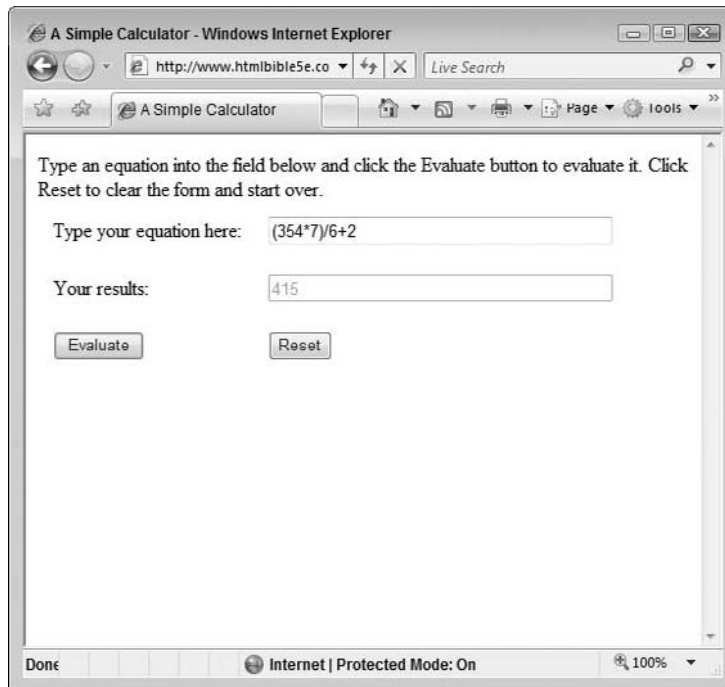 A Simple Calculator - Windows Internet Explorer
http://www.htmlbible5e.co
Live Search
A Simple Calculator
Page
Tools
Type an equation into the field below and click the Evaluate button to evaluate it. Click
Reset to clear the form and start over.
Type your equation here: (354*7)/6+2
Your results: 415
Evaluate Reset
Done Internet | Protected Mode: On 100%